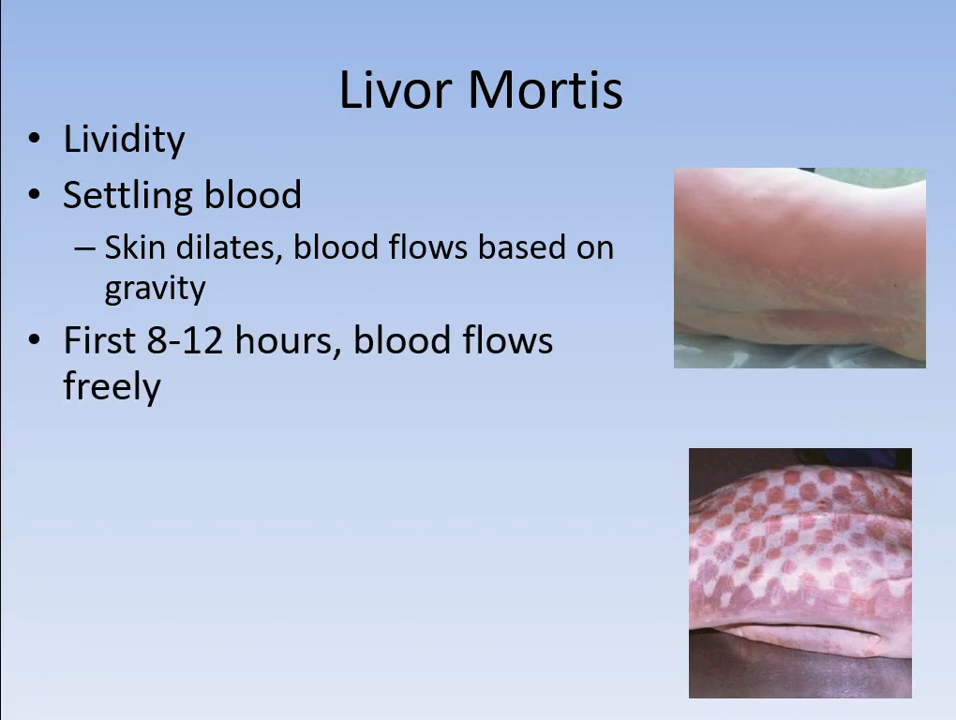 Livor Mortis
• Lividity
• Settling blood
– Skin dilates, blood flows based on
gravity
• First 8-12 hours, blood flows
freely